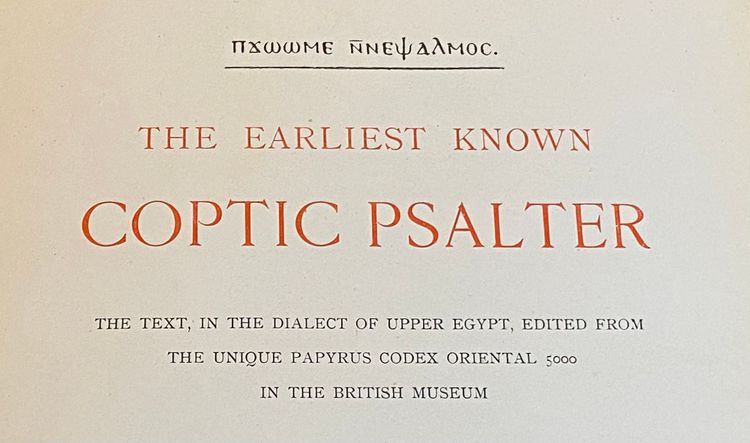 ⲡϫⲱⲱⲙⲉ ⲛ̄ⲛⲉⲯⲁⲗⲙⲟⲥ.
THE EARLIEST KNOWN
COPTIC PSALTER
THE TEXT, IN THE DIALECT OF UPPER EGYPT, EDITED FROM
THE UNIQUE PAPYRUS CODEX ORIENTAL 5000
IN THE BRITISH MUSEUM